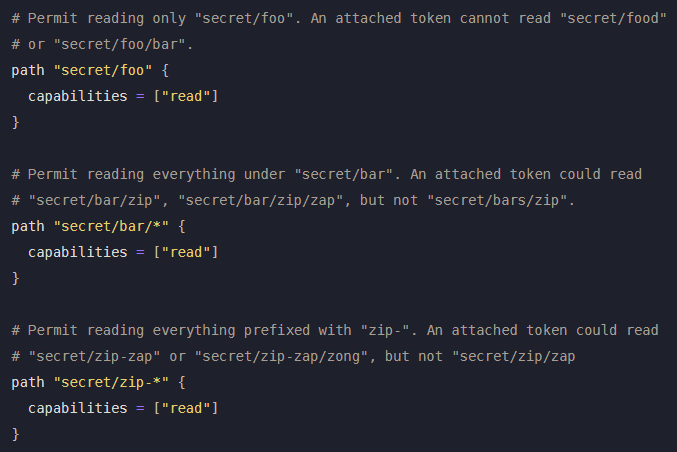 # Permit reading only "secret/foo". An attached token cannot read "secret/food"
# or "secret/foo/bar".
path "secret/foo" {
  capabilities = ["read"]
}

# Permit reading everything under "secret/bar". An attached token could read
# "secret/bar/zip", "secret/bar/zip/zap", but not "secret/bars/zip".
path "secret/bar/*" {
  capabilities = ["read"]
}

# Permit reading everything prefixed with "zip-". An attached token could read
# "secret/zip-zap" or "secret/zip-zap/zong", but not "secret/zip/zap
path "secret/zip-*" {
  capabilities = ["read"]
}